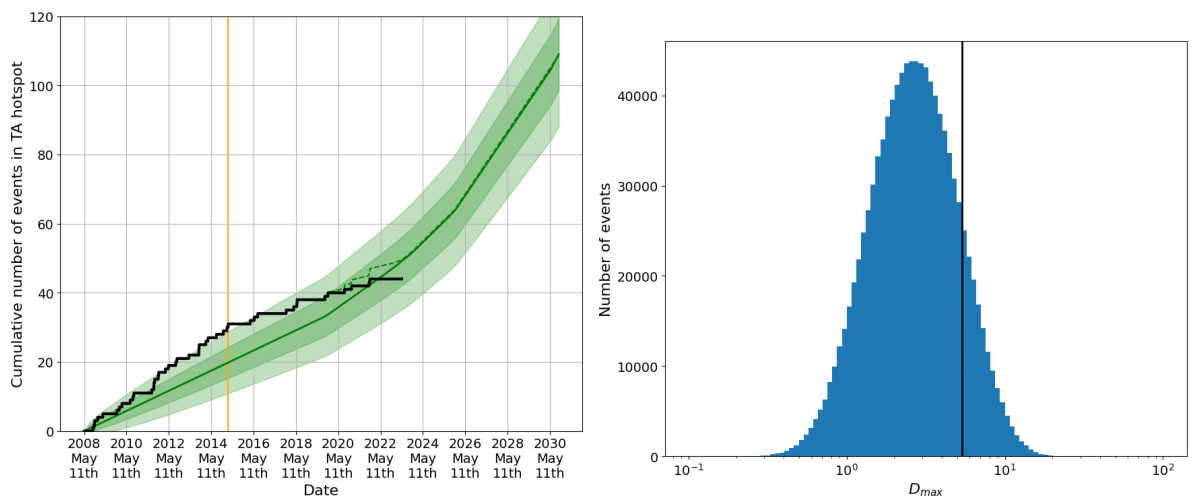 Cumulative number of events in TA hotspot
120
100
80
60
40
20
0
2008 2010 2012 2014 2016 2018 2020 2022 2024 2026 2028 2030
May May May May May May May May May May May May
11th 11th 11th 11th 11th 11th 11th 11th 11th 11th 11th 11th
Date
Number of events
40000
30000
20000
10000
0
10⁻¹ 10⁰ 10¹ 10²
D_max